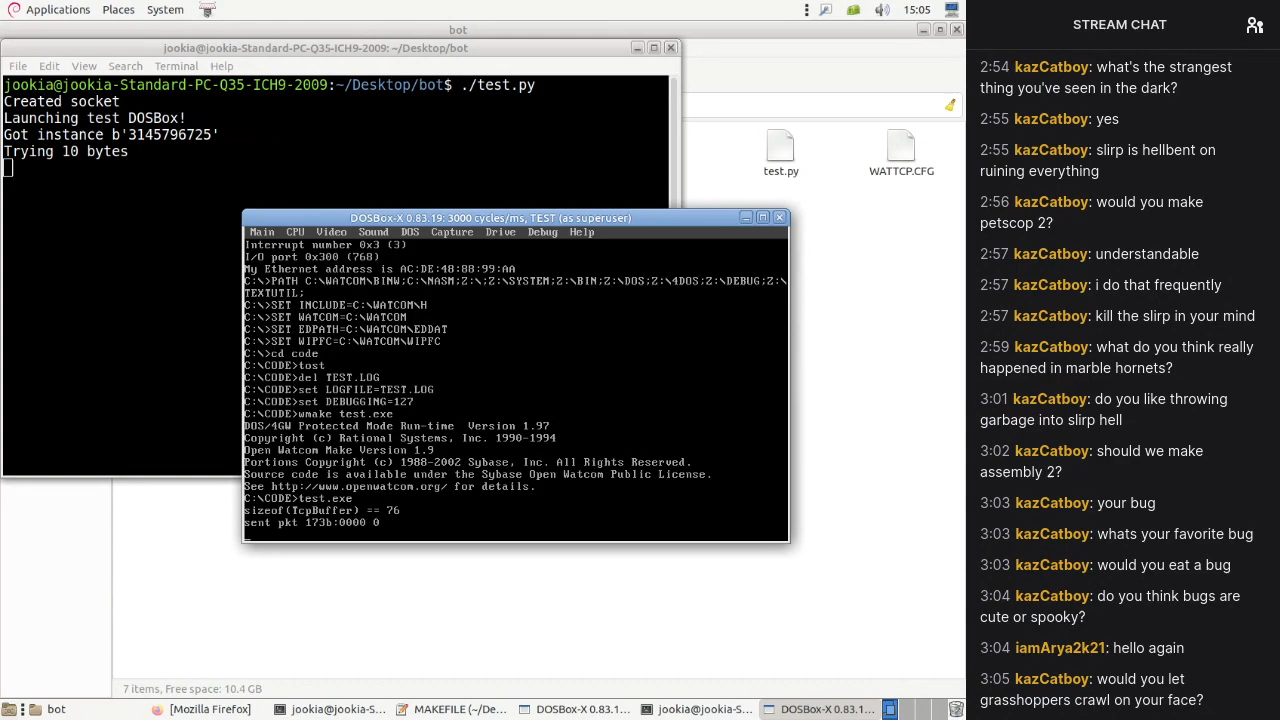 Applications Places System 15:05
bot
jookia@jookia-Standard-PC-Q35-ICH9-2009: ~/Desktop/bot
File Edit View Search Terminal Help
jookia@jookia-Standard-PC-Q35-ICH9-2009:~/Desktop/bot$ ./test.py
Created socket
Launching test DOSBox!
Got instance b'3145796725'
Trying 10 bytes
test.py
WATTCP.CFG
DOSBox-X 0.83.19: 3000 cycles/ms, TEST (as superuser)
Main CPU Video Sound DOS Capture Drive Debug Help
Interrupt number 0x3 (3)
I/O port 0x300 (768)
My Ethernet address is AC:DE:48:88:99:AA
C:\>PATH C:\WATCOM\BINW;C:\NASM;Z:\;Z:\SYSTEM;Z:\BIN;Z:\DOS;Z:\4DOS;Z:\DEBUG;Z:\
TEXTUTIL;
C:\>SET INCLUDE=C:\WATCOM\H
C:\>SET WATCOM=C:\WATCOM
C:\>SET EDPATH=C:\WATCOM\EDDAT
C:\>SET WIPFC=C:\WATCOM\WIPFC
C:\>cd code
C:\CODE>tost
C:\CODE>del TEST.LOG
C:\CODE>set LOGFILE=TEST.LOG
C:\CODE>set DEBUGGING=127
C:\CODE>wmake test.exe
DOS/4GW Protected Mode Run-time  Version 1.97
Copyright (c) Rational Systems, Inc. 1990-1994
Open Watcom Make Version 1.9
Portions Copyright (c) 1988-2002 Sybase, Inc. All Rights Reserved.
Source code is available under the Sybase Open Watcom Public License.
See http://www.openwatcom.org/ for details.
C:\CODE>test.exe
sizeof(TcpBuffer) == 76
sent pkt 173b:0000 0
7 items, Free space: 10.4 GB
bot [Mozilla Firefox] jookia@jookia-S... MAKEFILE (~/De... DOSBox-X 0.83.1... jookia@jookia-S... DOSBox-X 0.83.1...
STREAM CHAT
2:54 kazCatboy: what's the strangest
thing you've seen in the dark?
2:55 kazCatboy: yes
2:55 kazCatboy: slirp is hellbent on
ruining everything
2:56 kazCatboy: would you make
petscop 2?
2:57 kazCatboy: understandable
2:57 kazCatboy: i do that frequently
2:57 kazCatboy: kill the slirp in your mind
2:59 kazCatboy: what do you think really
happened in marble hornets?
3:01 kazCatboy: do you like throwing
garbage into slirp hell
3:02 kazCatboy: should we make
assembly 2?
3:03 kazCatboy: your bug
3:03 kazCatboy: whats your favorite bug
3:03 kazCatboy: would you eat a bug
3:04 kazCatboy: do you think bugs are
cute or spooky?
3:04 iamArya2k21: hello again
3:05 kazCatboy: would you let
grasshoppers crawl on your face?